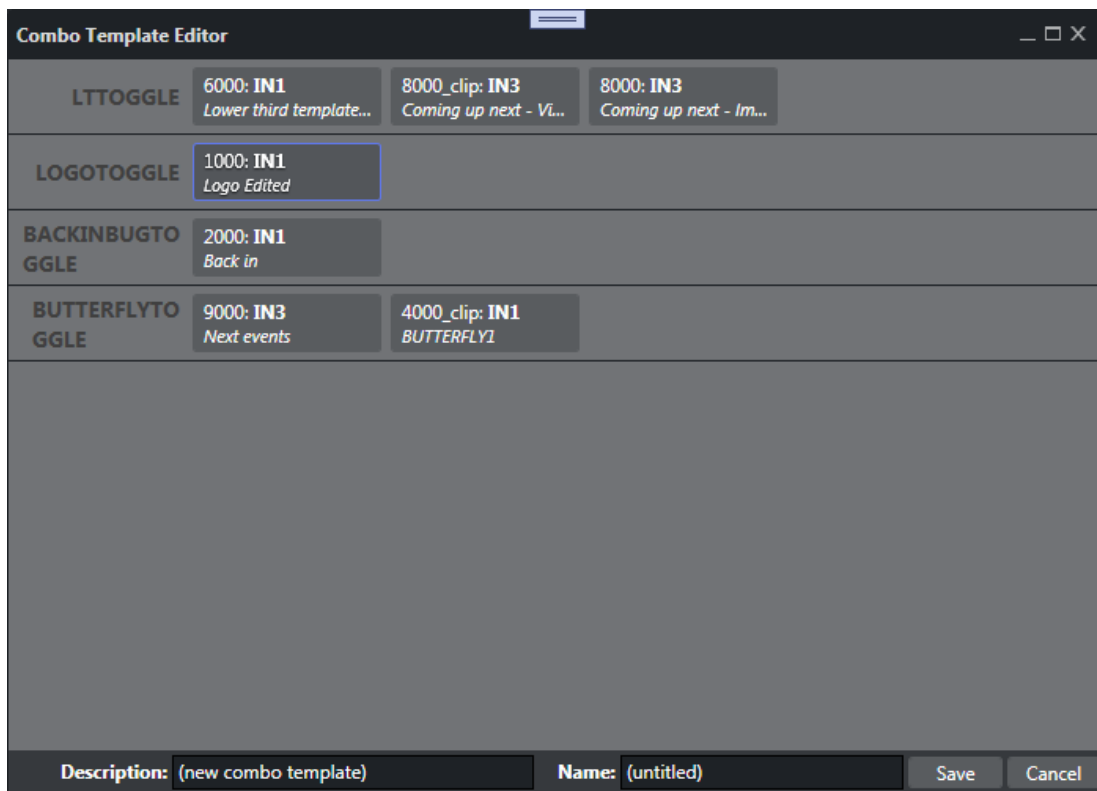 Combo Template Editor
LTTOGGLE
6000: IN1
Lower third template...
8000_clip: IN3
Coming up next - Vi...
8000: IN3
Coming up next - Im...
LOGOTOGGLE
1000: IN1
Logo Edited
BACKINBUGTO
GGLE
2000: IN1
Back in
BUTTERFLYTO
GGLE
9000: IN3
Next events
4000_clip: IN1
BUTTERFLY1
Description: (new combo template) Name: (untitled) Save Cancel